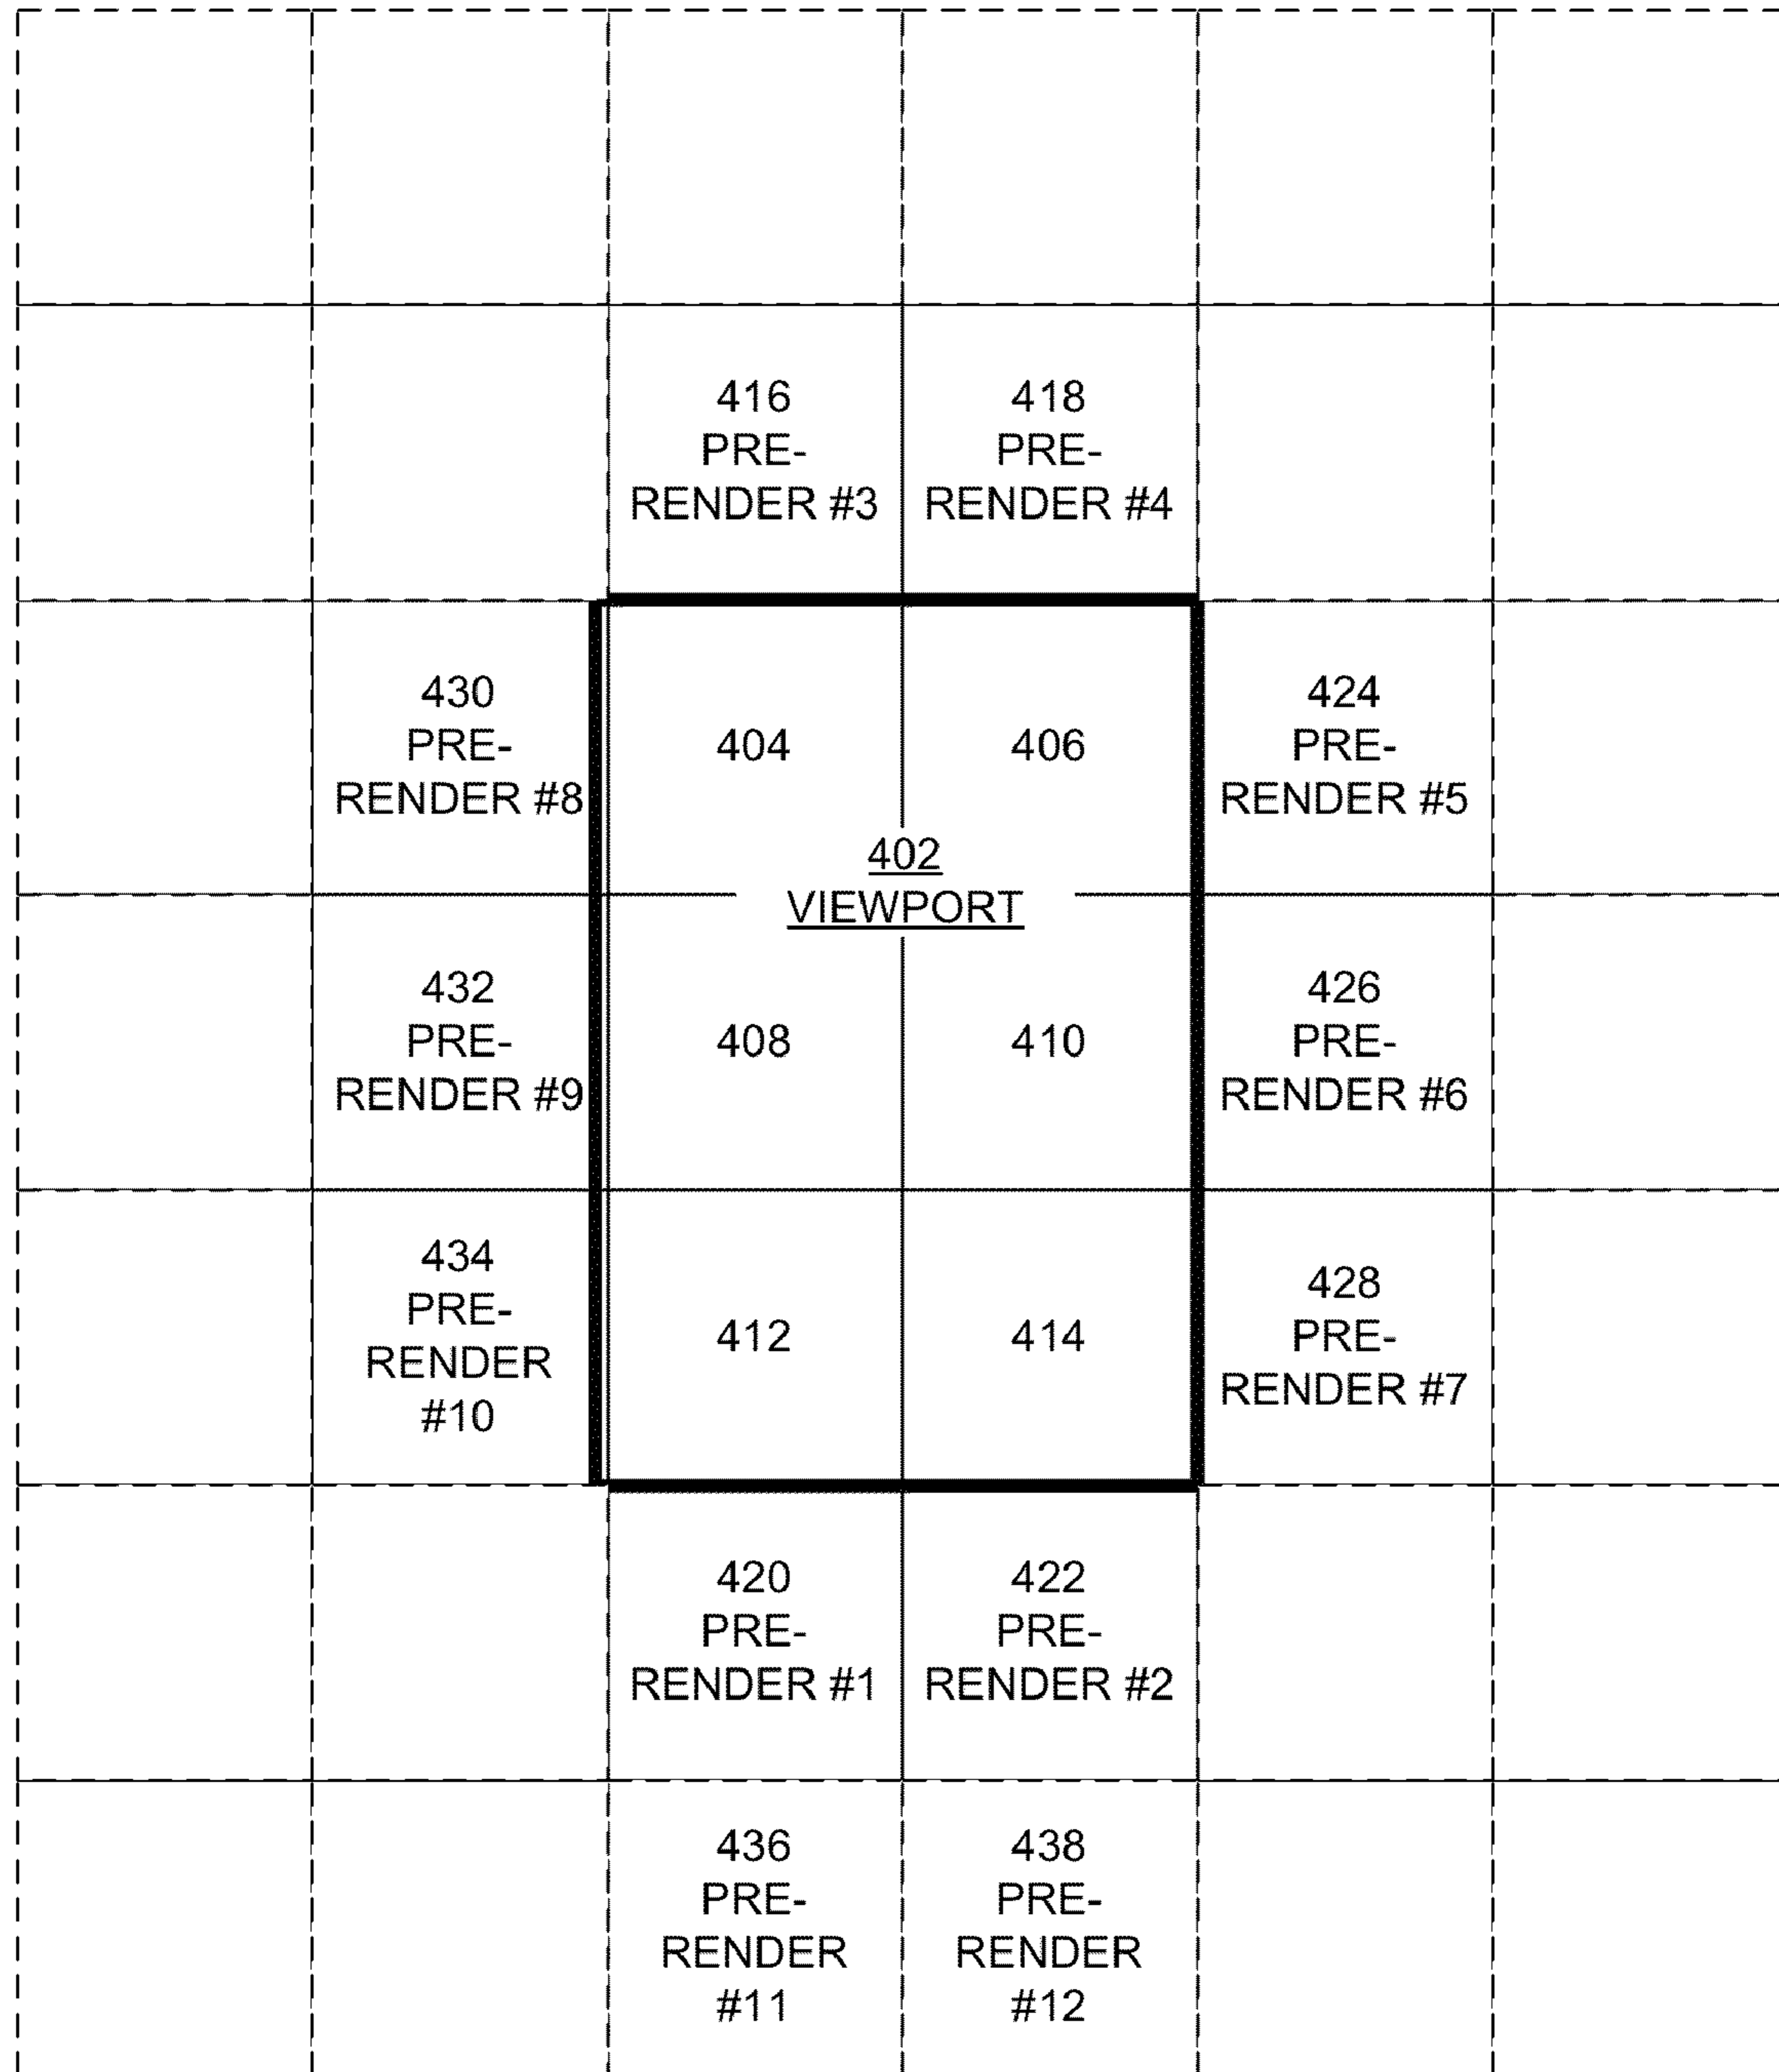 416
PRE-
RENDER #3
418
PRE-
RENDER #4
430
PRE-
RENDER #8
404
406
424
PRE-
RENDER #5
402
VIEWPORT
432
PRE-
RENDER #9
408
410
426
PRE-
RENDER #6
434
PRE-
RENDER
#10
412
414
428
PRE-
RENDER #7
420
PRE-
RENDER #1
422
PRE-
RENDER #2
436
PRE-
RENDER
#11
438
PRE-
RENDER
#12